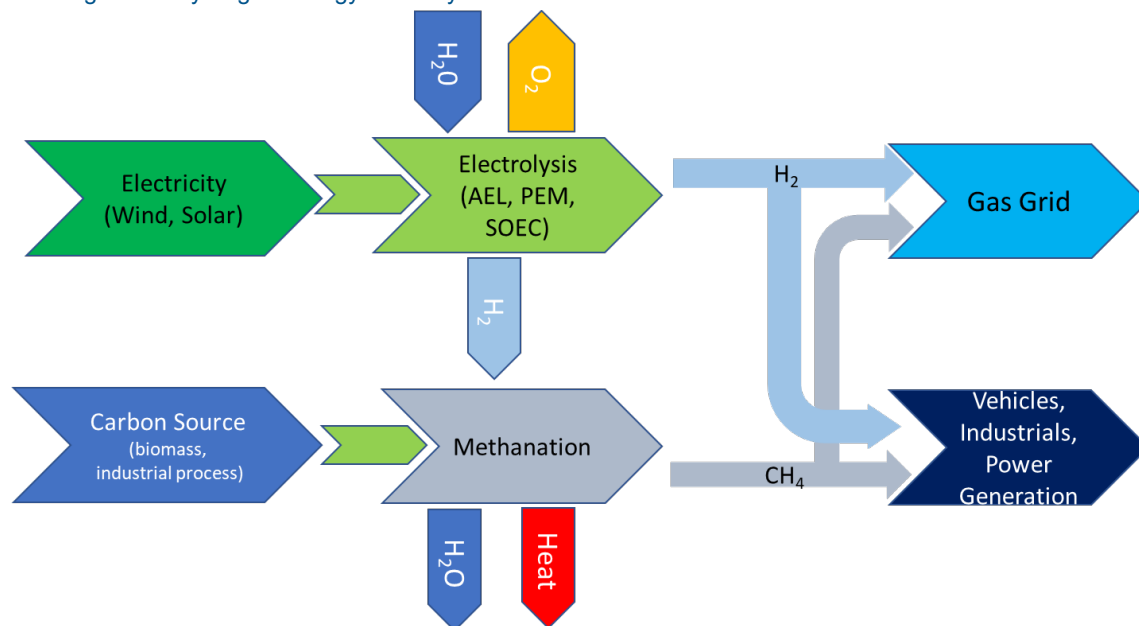 H₂0
O₂
Electricity
(Wind, Solar)
Electrolysis
(AEL, PEM,
SOEC)
H₂
Gas Grid
H₂
Carbon Source
(biomass,
industrial process)
Methanation
CH₄
Vehicles,
Industrials,
Power
Generation
H₂O
Heat